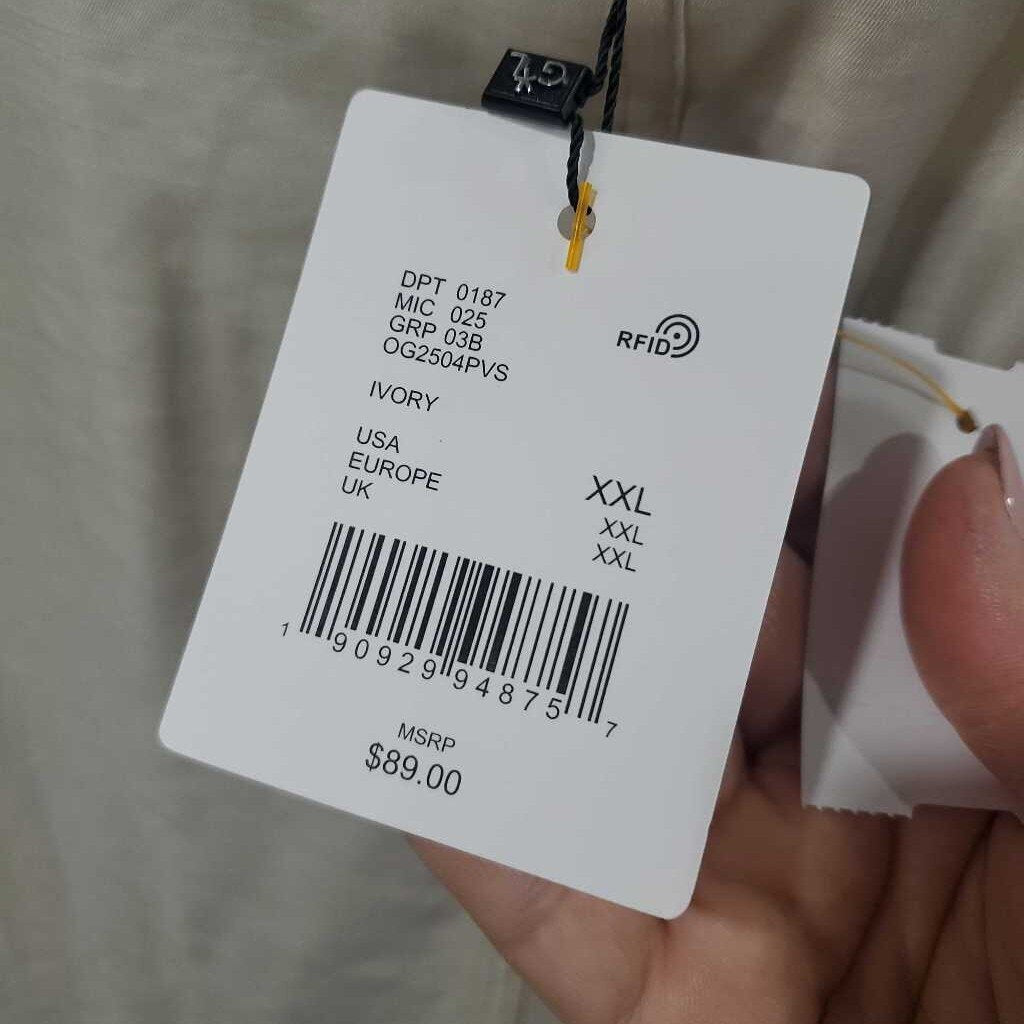 DPT 0187
MIC 025
GRP 03B
OG2504PVS
RFID
IVORY
USA XXL
EUROPE XXL
UK XXL
1 90929 94875 7
MSRP
$89.00